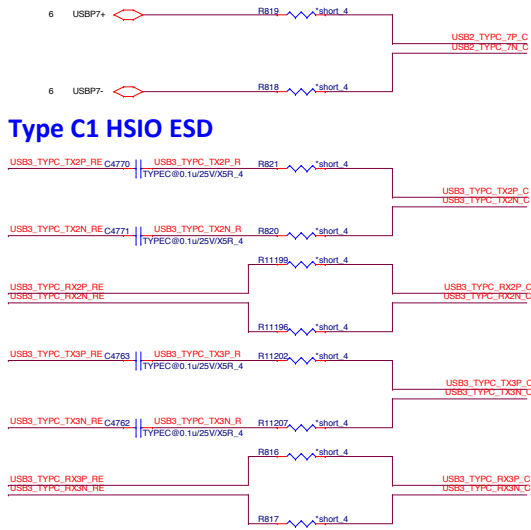 R819 *short_4
6 USBP7+
USB2_TYPC_7P_C
USB2_TYPC_7N_C
R818 *short_4
6 USBP7-
Type C1 HSIO ESD
USB3_TYPC_TX2P_RE C4770 USB3_TYPC_TX2P_R R821 *short_4
TYPEC@0.1u/25V/X5R_4
USB3_TYPC_TX2P_C
USB3_TYPC_TX2N_C
USB3_TYPC_TX2N_RE C4771 USB3_TYPC_TX2N_R R820 *short_4
TYPEC@0.1u/25V/X5R_4
R11199 *short_4
USB3_TYPC_RX2P_RE USB3_TYPC_RX2P_C
USB3_TYPC_RX2N_RE USB3_TYPC_RX2N_C
R11196 *short_4
USB3_TYPC_TX3P_RE C4763 USB3_TYPC_TX3P_R R11202 *short_4
TYPEC@0.1u/25V/X5R_4
USB3_TYPC_TX3P_C
USB3_TYPC_TX3N_C
USB3_TYPC_TX3N_RE C4762 USB3_TYPC_TX3N_R R11207 *short_4
TYPEC@0.1u/25V/X5R_4
R816 *short_4
USB3_TYPC_RX3P_RE USB3_TYPC_RX3P_C
USB3_TYPC_RX3N_RE USB3_TYPC_RX3N_C
R817 *short_4